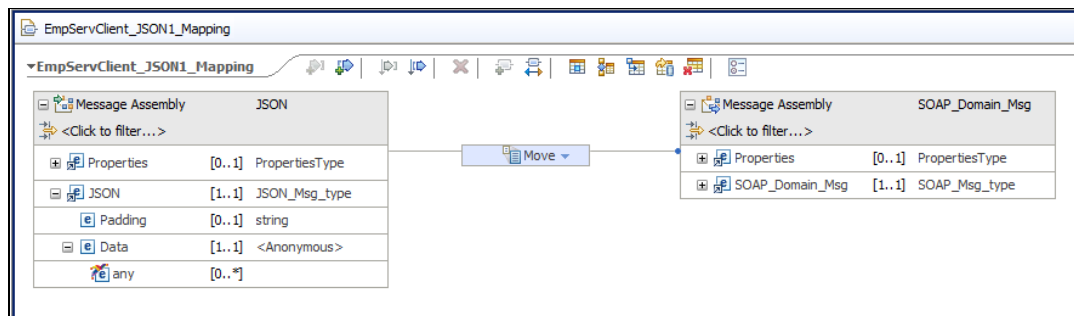 EmpServClient_JSON1_Mapping
EmpServClient_JSON1_Mapping
Message Assembly JSON
<Click to filter...>
Properties [0..1] PropertiesType
JSON [1..1] JSON_Msg_type
Padding [0..1] string
Data [1..1] <Anonymous>
any [0..*]
Move
Message Assembly SOAP_Domain_Msg
<Click to filter...>
Properties [0..1] PropertiesType
SOAP_Domain_Msg [1..1] SOAP_Msg_type